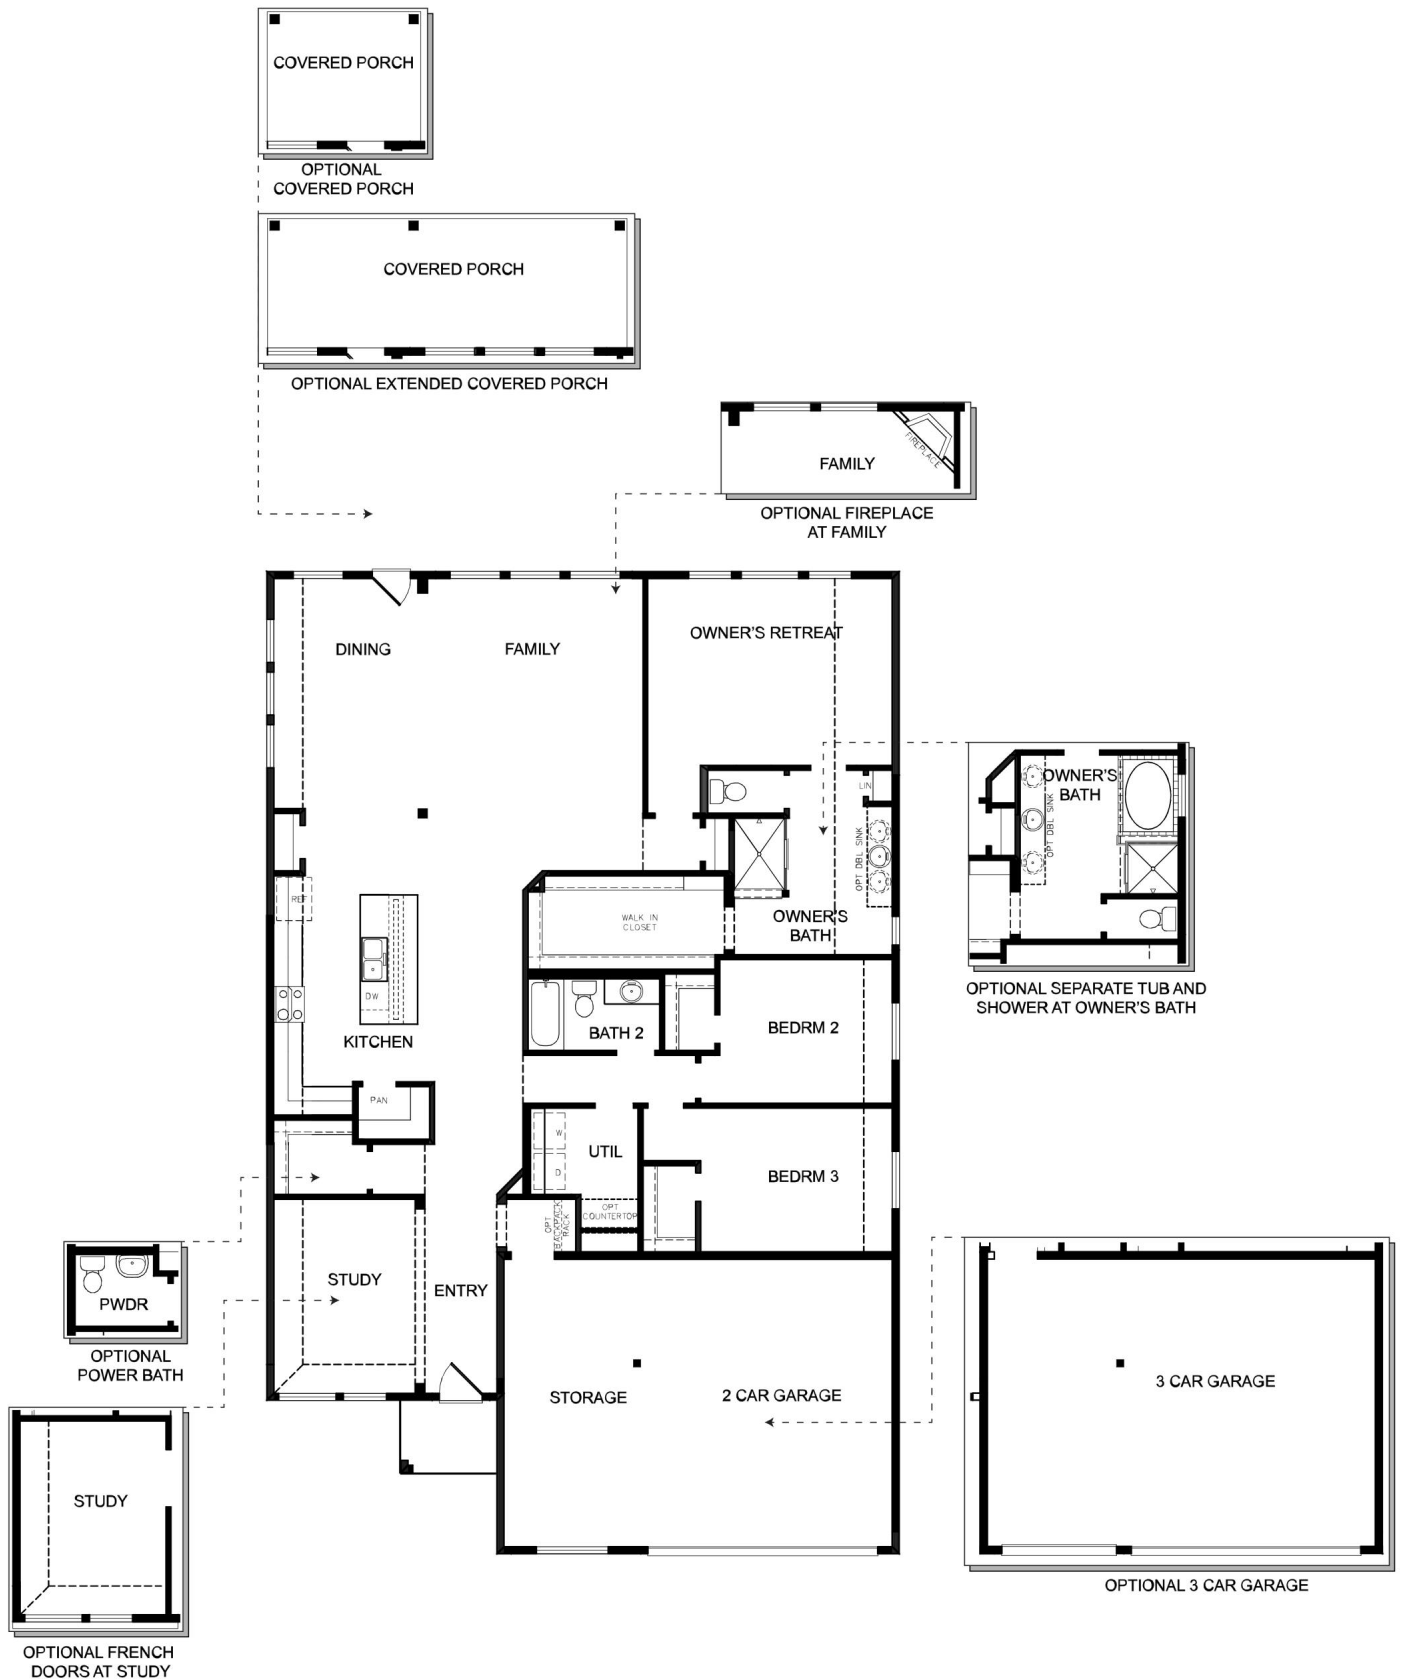 COVERED PORCH
OPTIONAL
COVERED PORCH
COVERED PORCH
OPTIONAL EXTENDED COVERED PORCH
FAMILY
FIREPLACE
OPTIONAL FIREPLACE
AT FAMILY
DINING
FAMILY
OWNER'S RETREAT
LIN
OPT DBL SINK
OWNER'S
BATH
WALK IN
CLOSET
REF
DW
KITCHEN
PAN
BATH 2
BEDRM 2
W
D
UTIL
OPT
COUNTERTOP
OPT
BACKPACK
RACK
BEDRM 3
STUDY
ENTRY
STORAGE
2 CAR GARAGE
OWNER'S
BATH
OPT DBL SINK
OPTIONAL SEPARATE TUB AND
SHOWER AT OWNER'S BATH
PWDR
OPTIONAL
POWER BATH
STUDY
OPTIONAL FRENCH
DOORS AT STUDY
3 CAR GARAGE
OPTIONAL 3 CAR GARAGE